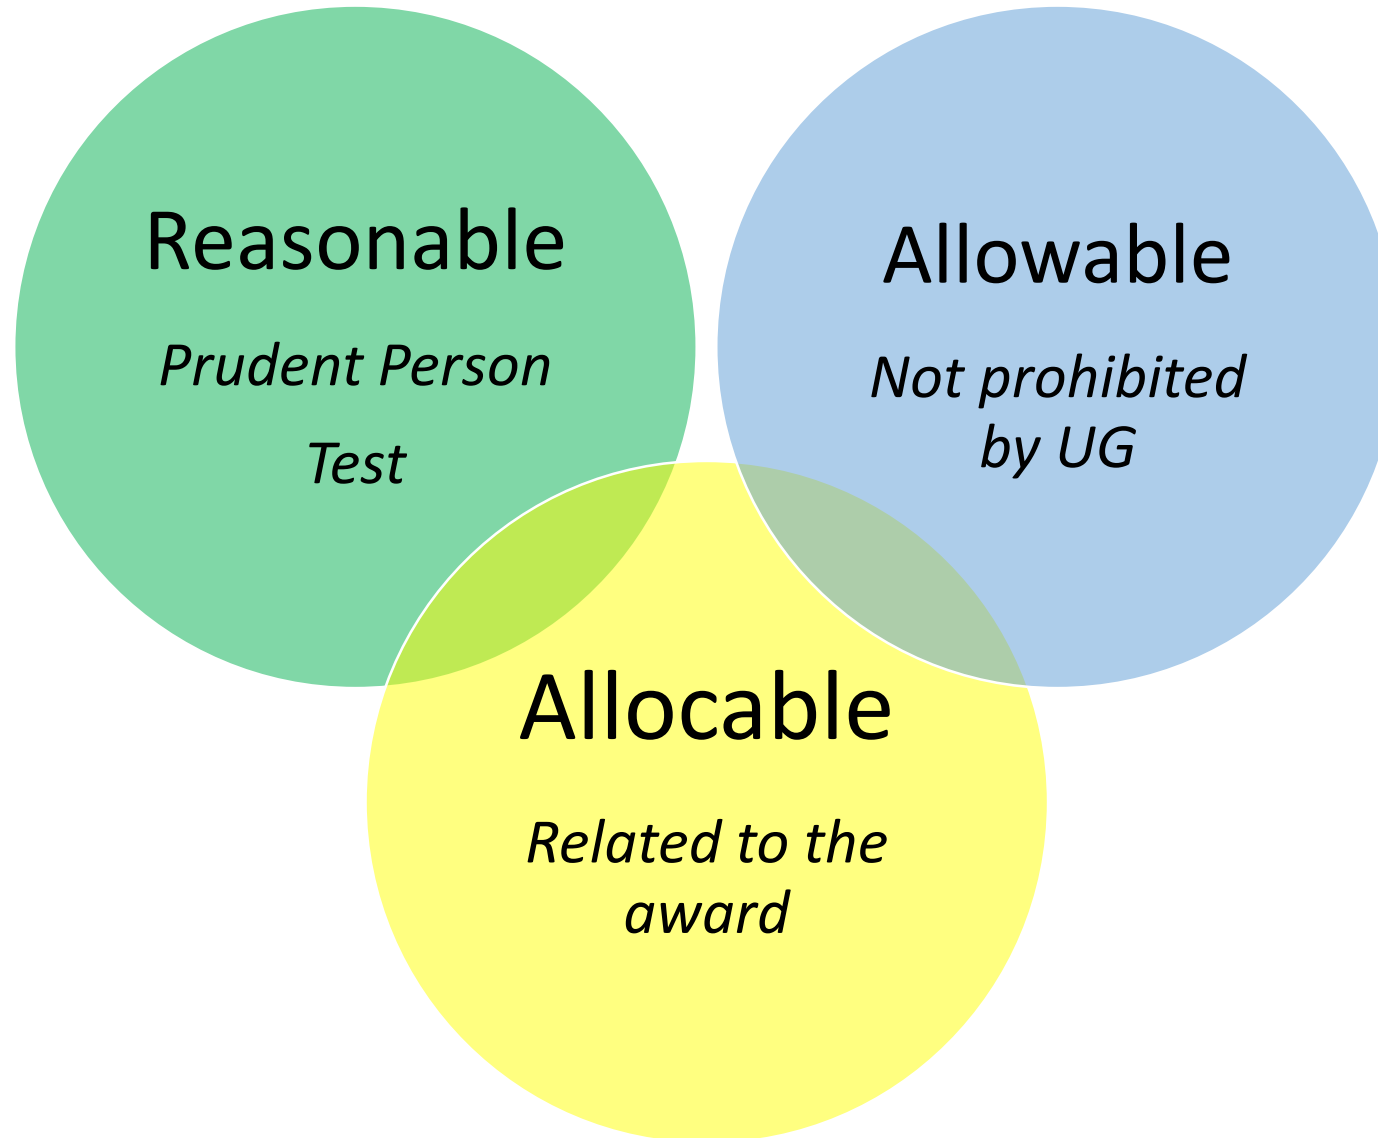 Reasonable
Prudent Person
Test
Allowable
Not prohibited
by UG
Allocable
Related to the
award